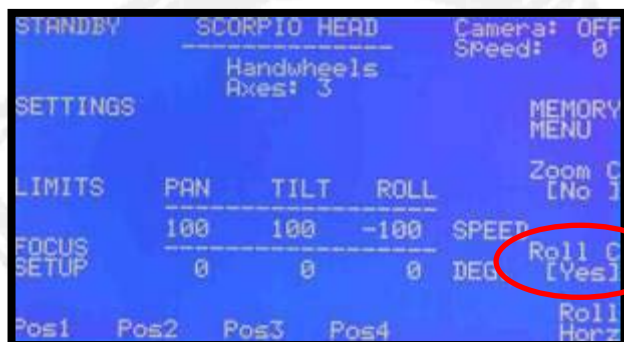 STANDBY SCORPIO HEAD Camera: OFF
Speed: 0
Handwheels
Axes: 3
SETTINGS MEMORY
MENU
Zoom C
[No ]
LIMITS PAN TILT ROLL
100 100 -100 SPEED
Roll C
[Yes]
FOCUS
SETUP 0 0 0 DEG
Roll
Horz
Pos1 Pos2 Pos3 Pos4